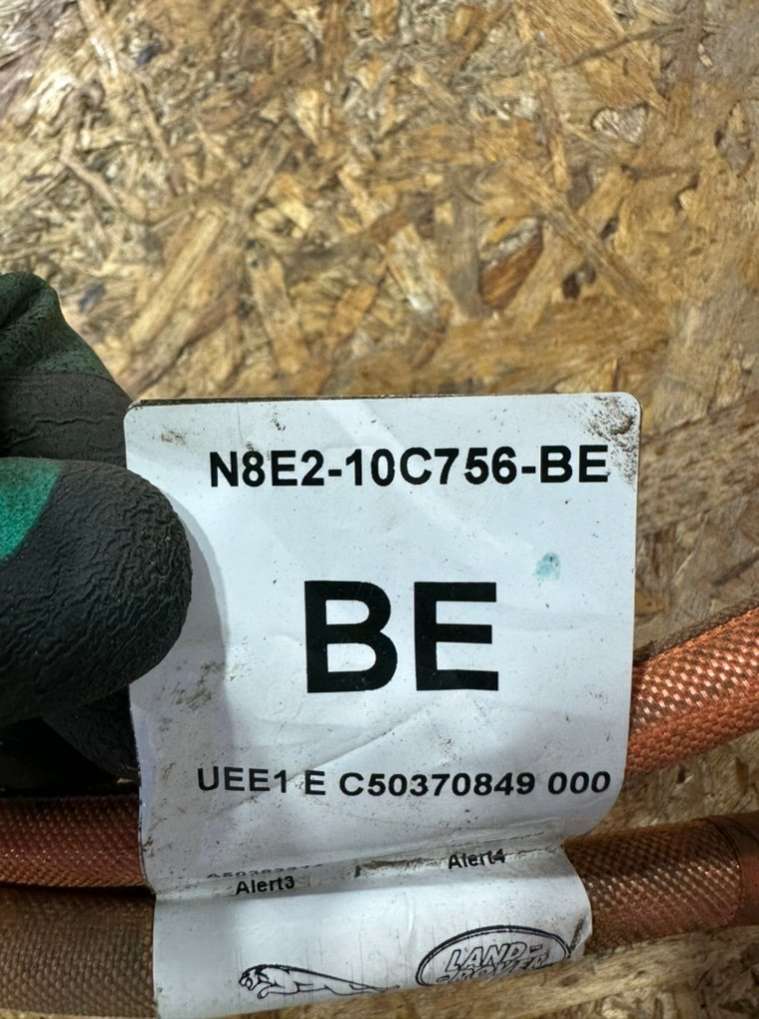 N8E2-10C756-BE
BE
UEE1 E C50370849 000
Alert3 Alert4
LAND-
ROVER